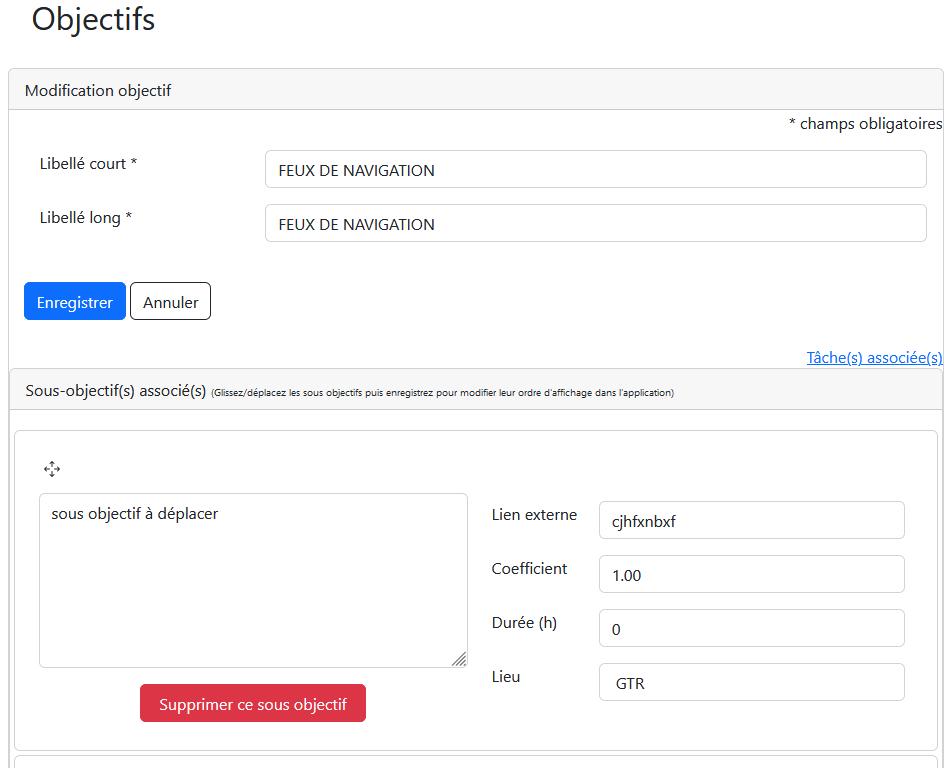 Objectifs
Modification objectif
* champs obligatoires
Libellé court *
FEUX DE NAVIGATION
Libellé long *
FEUX DE NAVIGATION
Enregistrer
Annuler
Tâche(s) associée(s)
Sous-objectif(s) associé(s) (Glissez/déplacez les sous objectifs puis enregistrez pour modifier leur ordre d'affichage dans l'application)
sous objectif à déplacer
Lien externe
cjhfxnbxf
Coefficient
1.00
Durée (h)
0
Lieu
GTR
Supprimer ce sous objectif